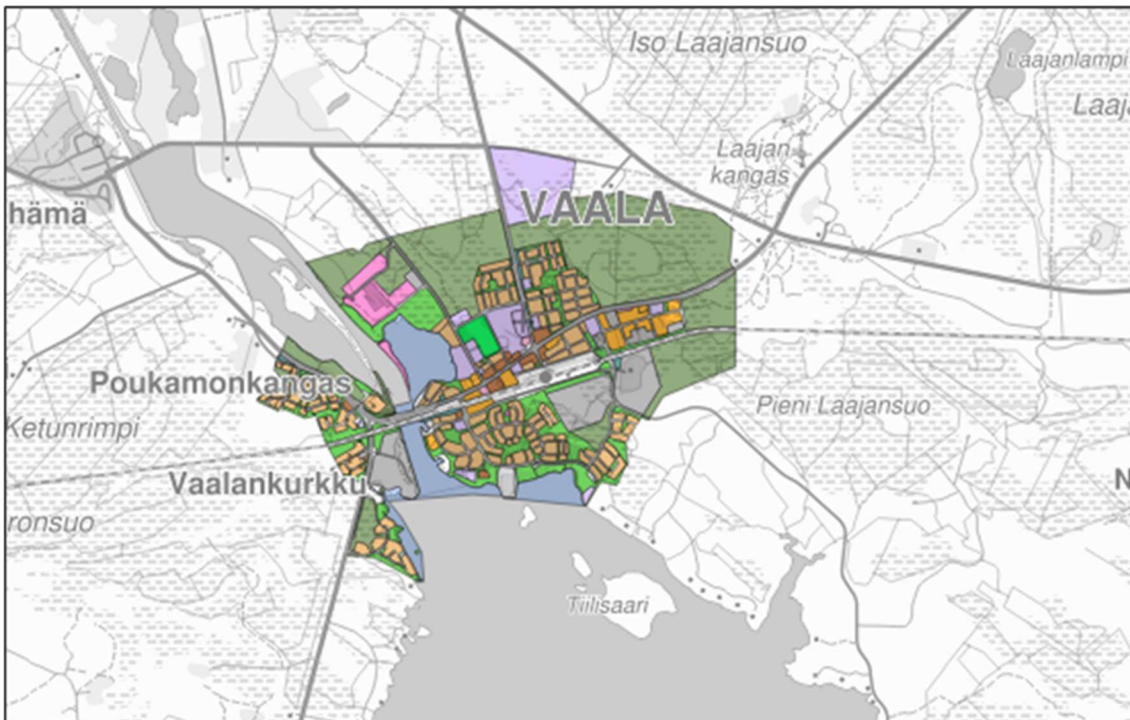 Iso Laajansuo
Laajanlampi
Laaja
Laajan
kangas
VAALA
hämä
Poukamonkangas
Pieni Laajansuo
Ketunrimpi
Vaalankurkku
N
ronsuo
Tiilisaari